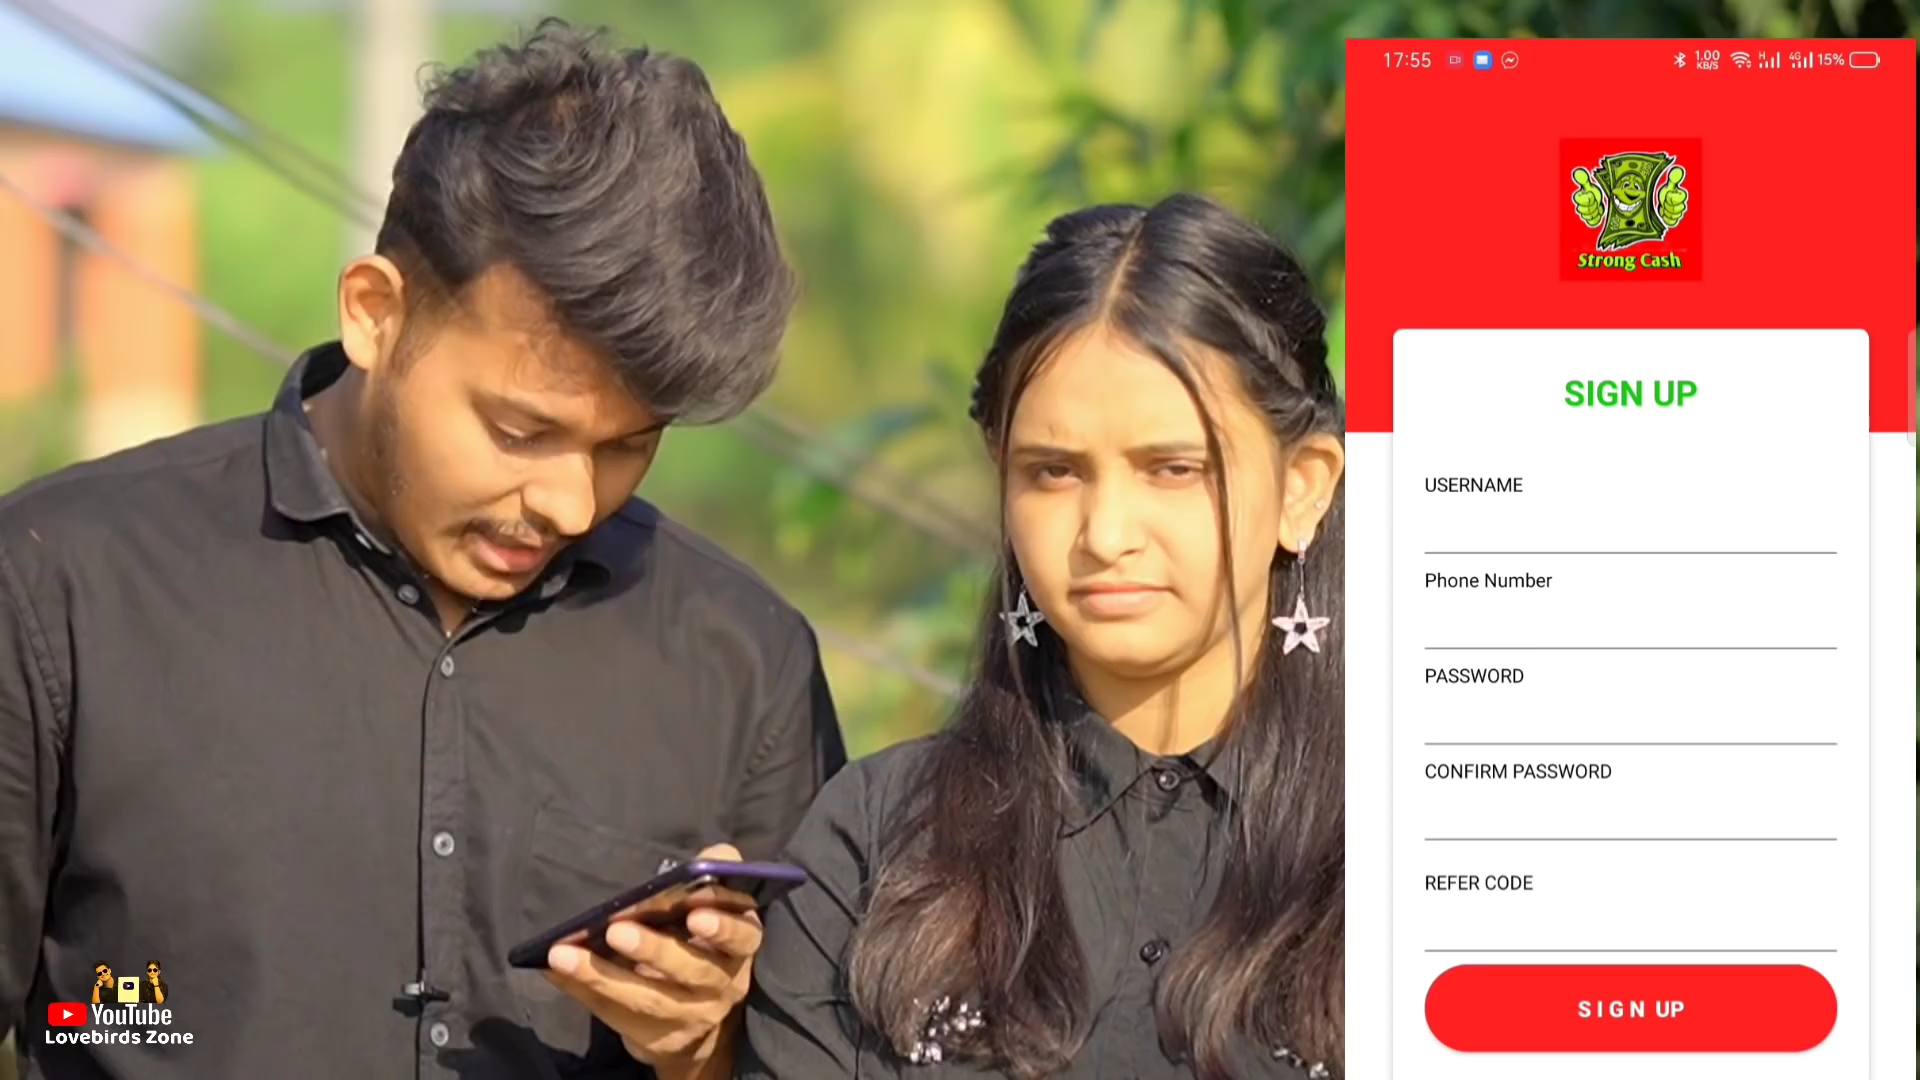 17:55
1.00
KB/S
H
4G
15%
Strong Cash
SIGN UP
USERNAME
Phone Number
PASSWORD
CONFIRM PASSWORD
REFER CODE
SIGN UP
YouTube
Lovebirds Zone